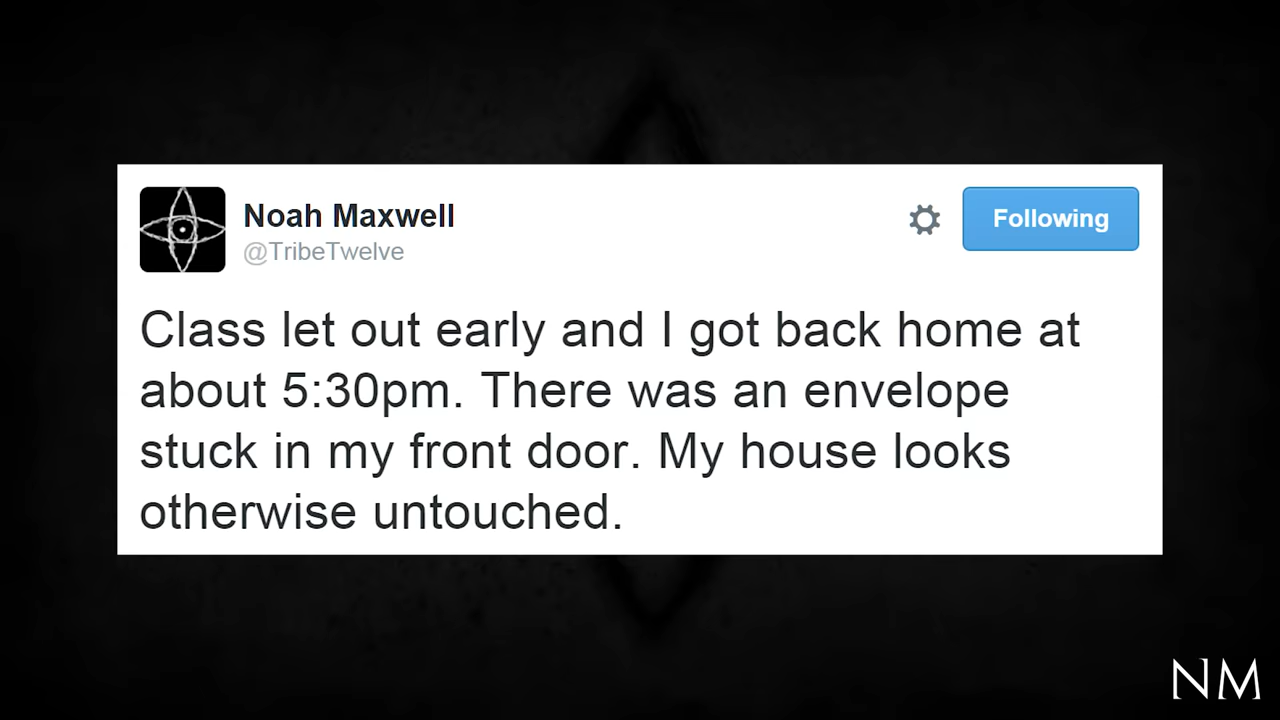 Noah Maxwell
@TribeTwelve
Following
Class let out early and I got back home at
about 5:30pm. There was an envelope
stuck in my front door. My house looks
otherwise untouched.
NM